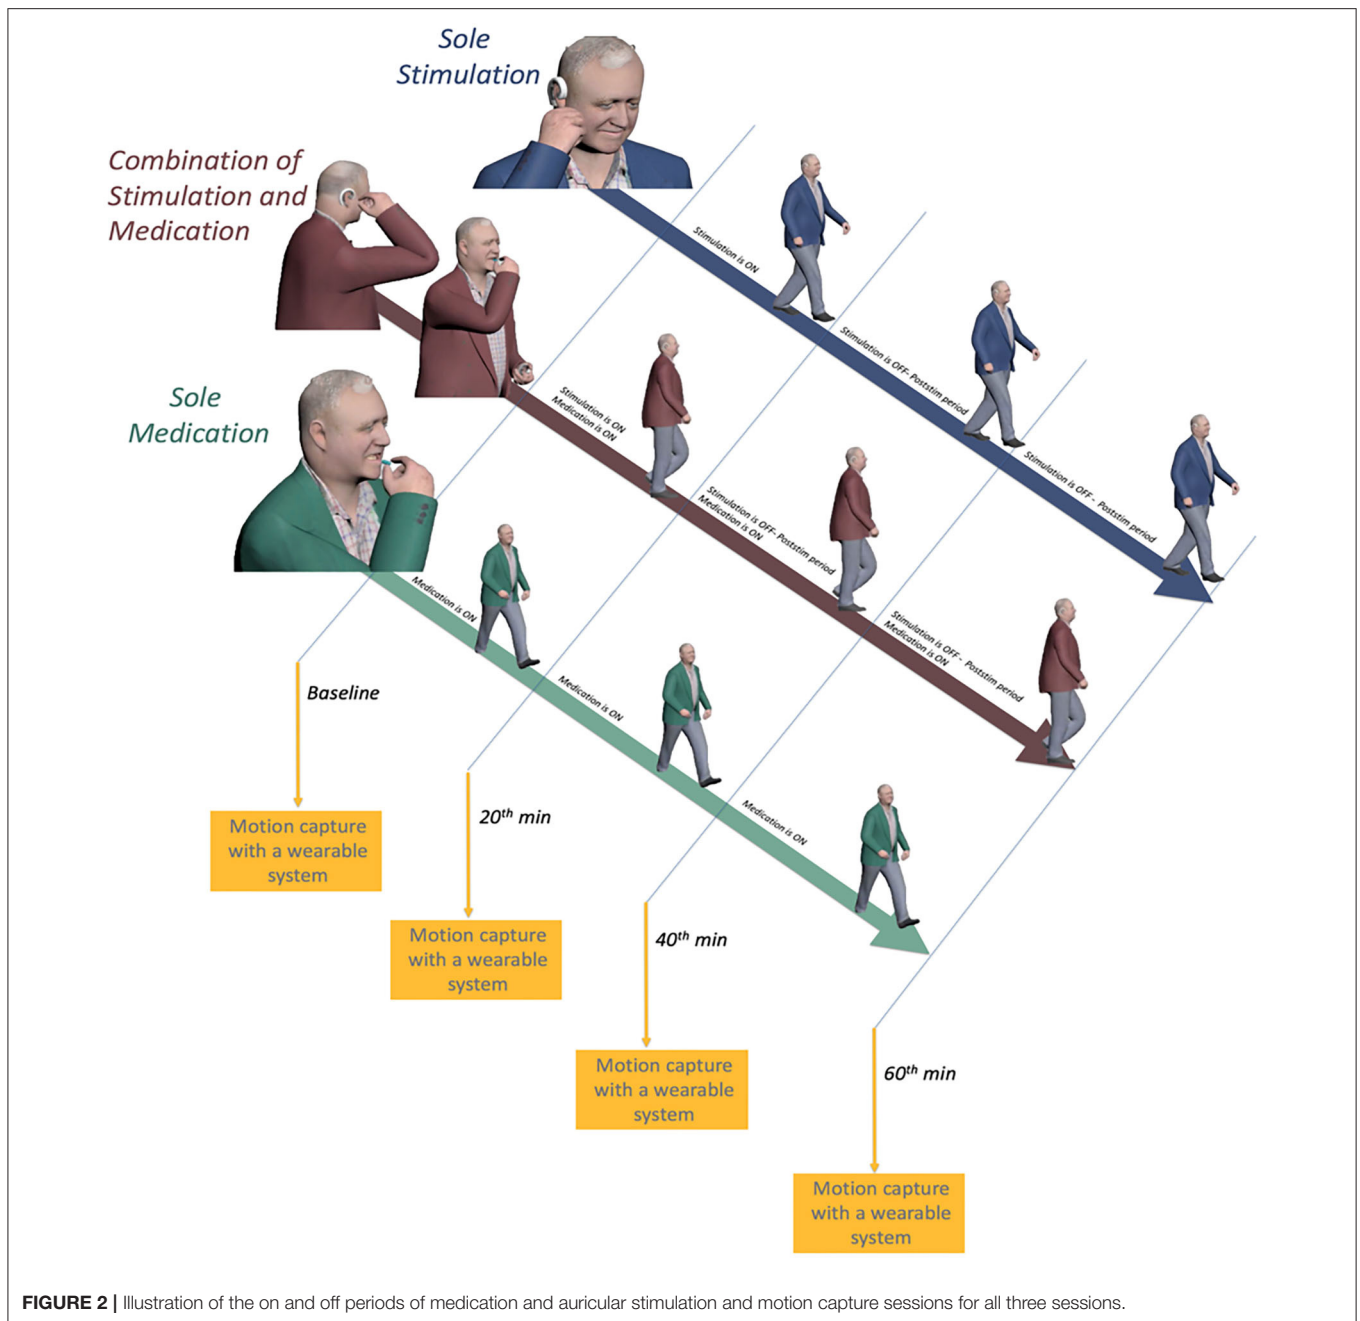 Sole
Stimulation
Combination of
Stimulation and
Medication
Sole
Medication
Stimulation is ON
Stimulation is OFF- Poststim period
Stimulation is OFF - Poststim period
Stimulation is ON
Medication is ON
Stimulation is OFF- Poststim period
Medication is ON
Stimulation is OFF - Poststim period
Medication is ON
Medication is ON
Medication is ON
Medication is ON
Baseline
Motion capture
with a wearable
system
20th min
Motion capture
with a wearable
system
40th min
Motion capture
with a wearable
system
60th min
Motion capture
with a wearable
system
FIGURE 2 | Illustration of the on and off periods of medication and auricular stimulation and motion capture sessions for all three sessions.